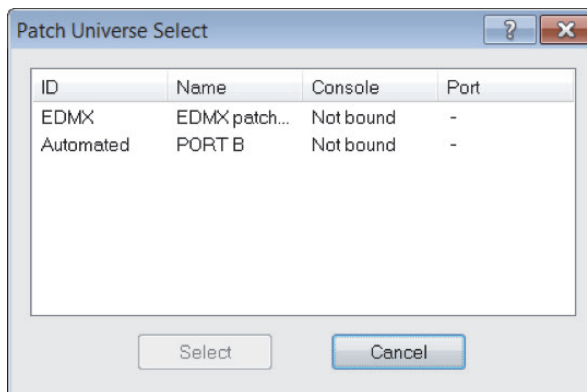 Patch Universe Select
ID Name Console Port
EDMX EDMX patch... Not bound -
Automated PORT B Not bound -
Select Cancel